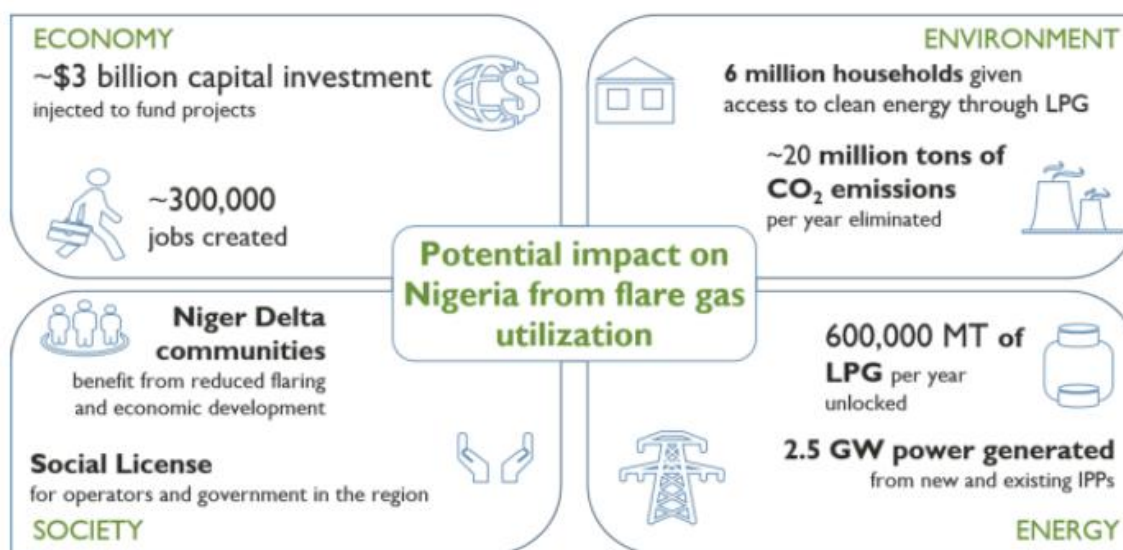 ECONOMY
~$3 billion capital investment
injected to fund projects
~300,000
jobs created
ENVIRONMENT
6 million households given
access to clean energy through LPG
~20 million tons of
CO₂ emissions
per year eliminated
Potential impact on
Nigeria from flare gas
utilization
Niger Delta
communities
benefit from reduced flaring
and economic development
Social License
for operators and government in the region
SOCIETY
600,000 MT of
LPG per year
unlocked
2.5 GW power generated
from new and existing IPPs
ENERGY